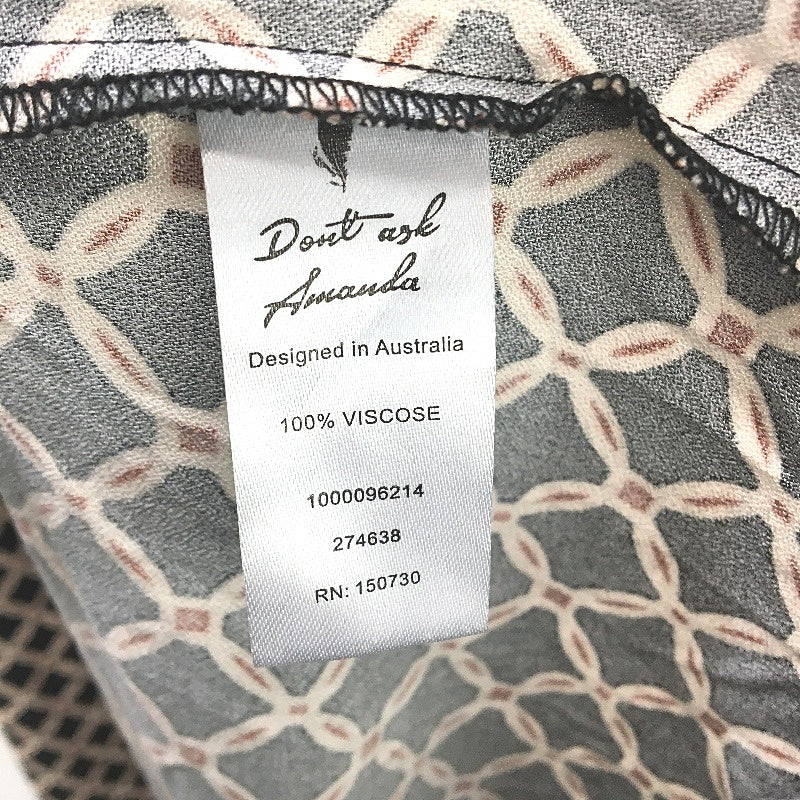 Don't ask
Amanda
Designed in Australia
100% VISCOSE
1000096214
274638
RN: 150730